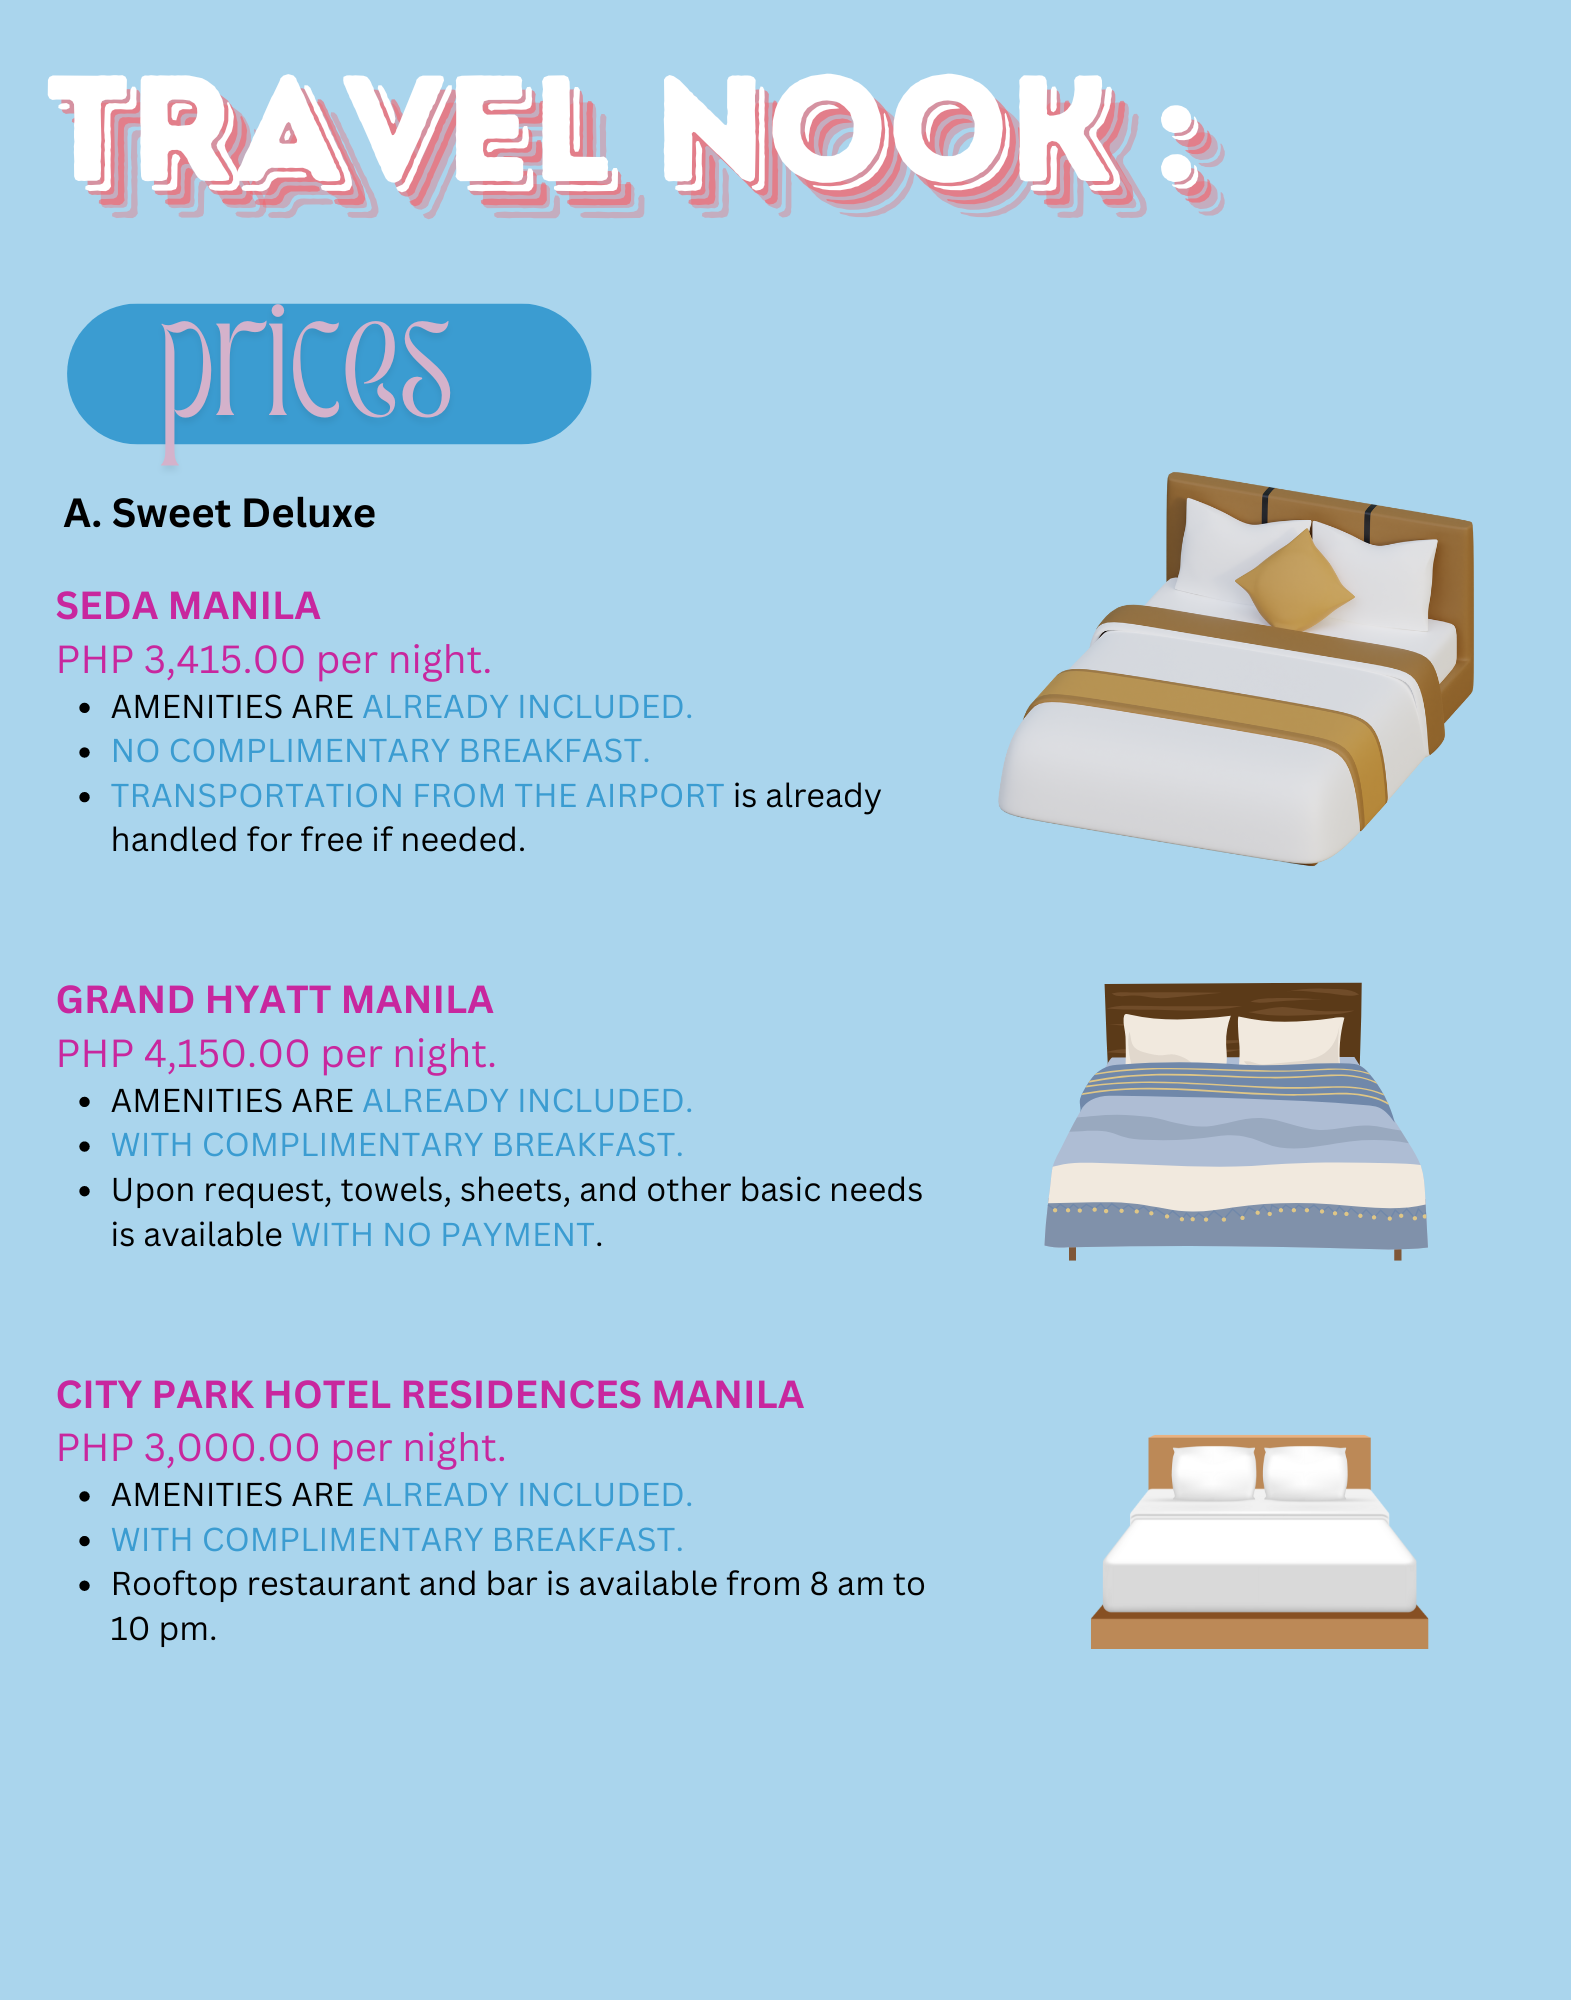 TRAVEL NOOK :
prices
A. Sweet Deluxe
SEDA MANILA
PHP 3,415.00 per night.
• AMENITIES ARE ALREADY INCLUDED.
• NO COMPLIMENTARY BREAKFAST.
• TRANSPORTATION FROM THE AIRPORT is already
handled for free if needed.
GRAND HYATT MANILA
PHP 4,150.00 per night.
• AMENITIES ARE ALREADY INCLUDED.
• WITH COMPLIMENTARY BREAKFAST.
• Upon request, towels, sheets, and other basic needs
is available WITH NO PAYMENT.
CITY PARK HOTEL RESIDENCES MANILA
PHP 3,000.00 per night.
• AMENITIES ARE ALREADY INCLUDED.
• WITH COMPLIMENTARY BREAKFAST.
• Rooftop restaurant and bar is available from 8 am to
10 pm.